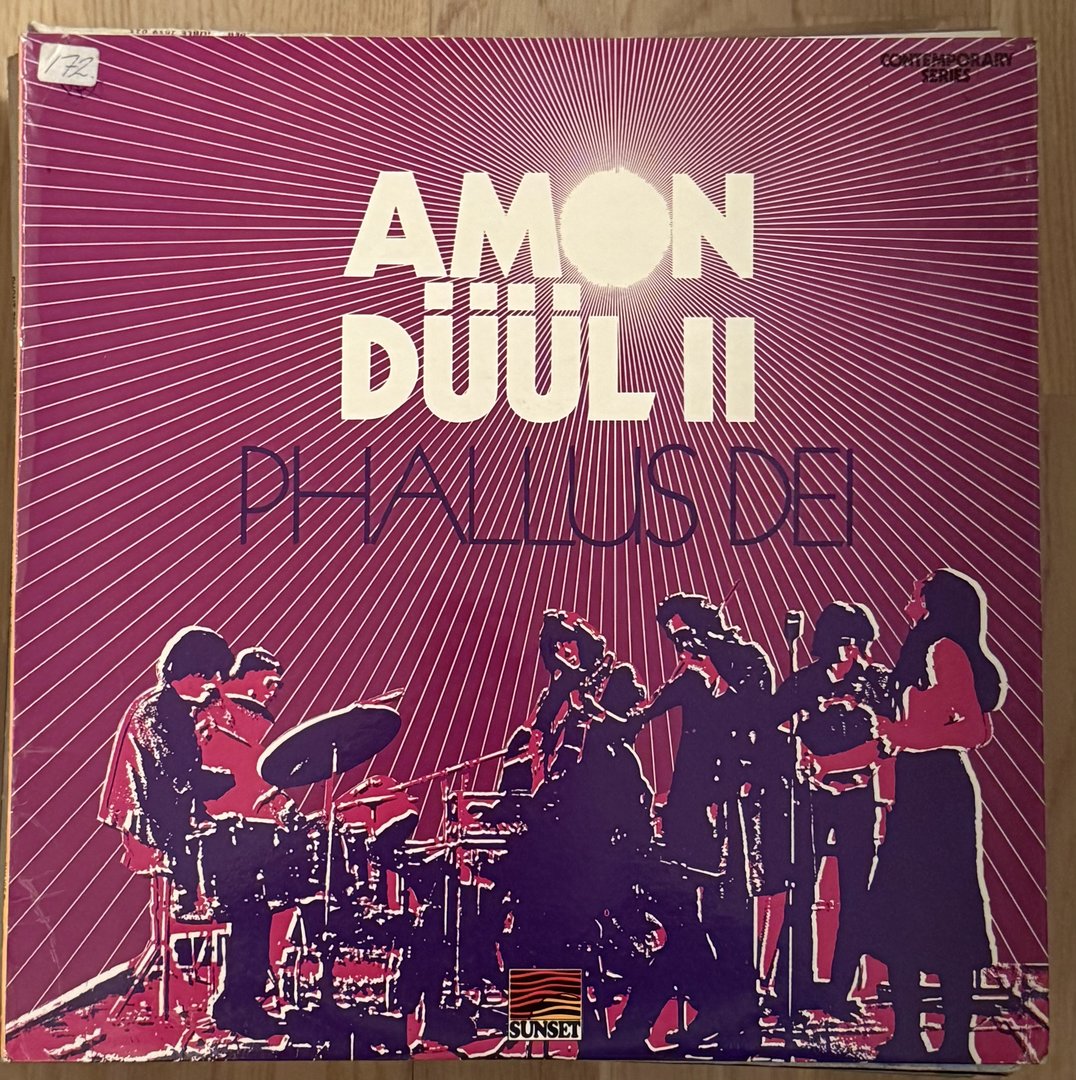 172
CONTEMPORARY
SERIES
AMON
DÜÜL II
PHALLUS DEI
SUNSET